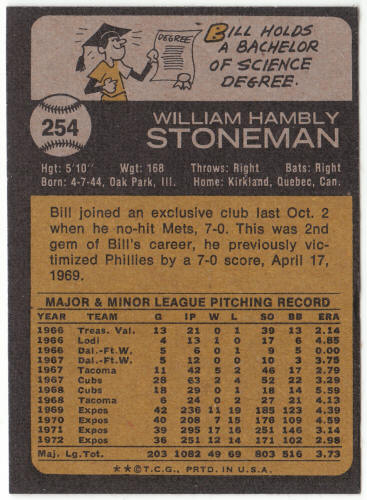 DEGREE
BILL HOLDS
A BACHELOR
OF SCIENCE
DEGREE.
254
WILLIAM HAMBLY
STONEMAN
Hgt: 5'10" Wgt: 168 Throws: Right Bats: Right
Born: 4-7-44, Oak Park, Ill. Home: Kirkland, Quebec, Can.
Bill joined an exclusive club last Oct. 2
when he no-hit Mets, 7-0. This was 2nd
gem of Bill's career, he previously vic-
timized Phillies by a 7-0 score, April 17,
1969.
MAJOR & MINOR LEAGUE PITCHING RECORD
YEAR TEAM G IP W L SO BB ERA
1966 Treas. Val. 13 21 0 1 39 13 2.14
1966 Lodi 4 13 1 0 17 6 4.85
1966 Dal.-Ft.W. 5 6 1 0 9 5 0.00
1967 Dal.-Ft.W. 5 12 0 0 10 3 3.75
1967 Tacoma 11 42 5 2 46 17 2.79
1967 Cubs 28 63 2 4 52 22 3.29
1968 Cubs 18 29 0 1 18 14 5.59
1968 Tacoma 6 24 0 2 27 21 4.13
1969 Expos 42 236 11 19 185 123 4.39
1970 Expos 40 208 7 15 176 109 4.59
1971 Expos 39 295 17 16 251 146 3.14
1972 Expos 36 251 12 14 171 102 2.98
Maj. Lg.Tot. 203 1082 49 69 803 516 3.73
**©T.C.G., PRTD. IN U.S.A.